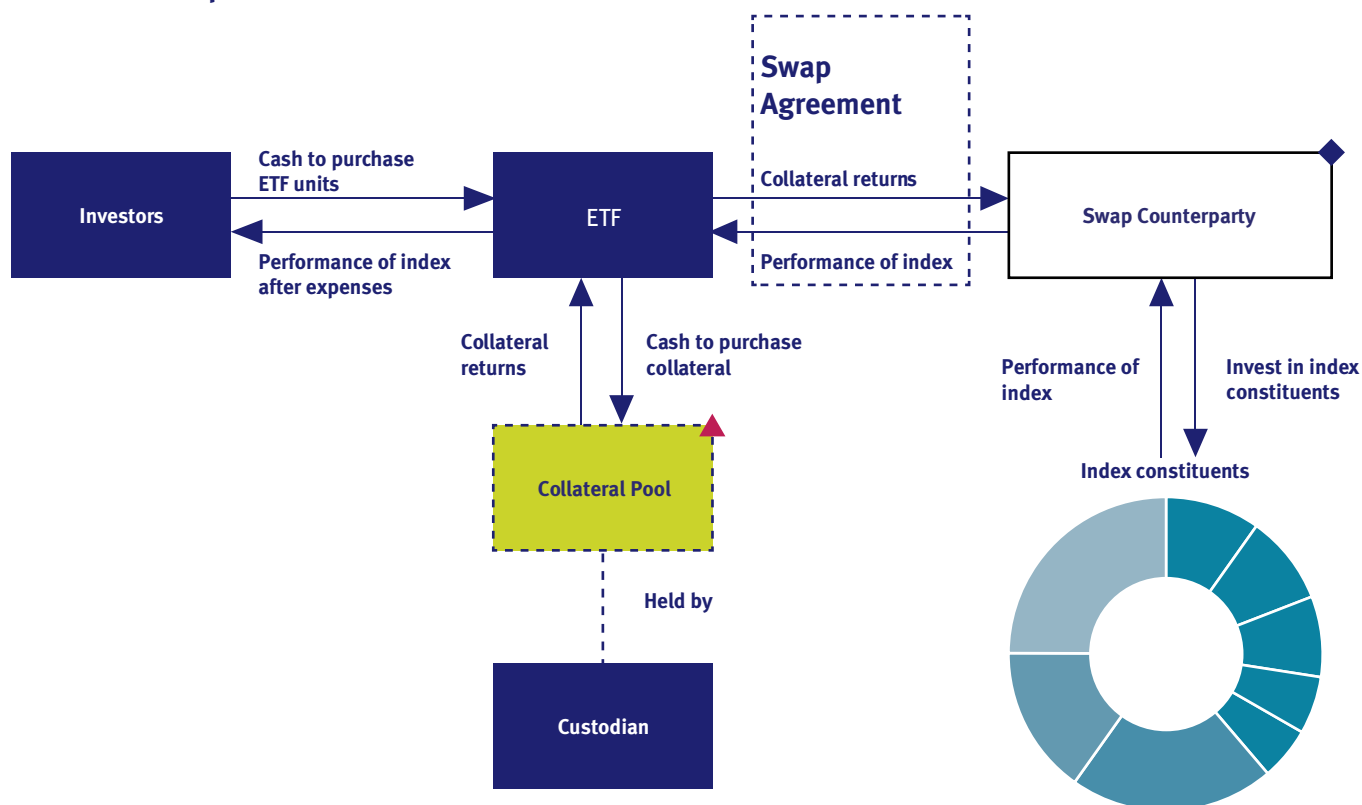 Swap
Agreement
Cash to purchase
ETF units
Investors
ETF
Collateral returns
Swap Counterparty
Performance of index
after expenses
Performance of index
Collateral
returns
Cash to purchase
collateral
Performance of
index
Invest in index
constituents
Index constituents
Collateral Pool
Held by
Custodian